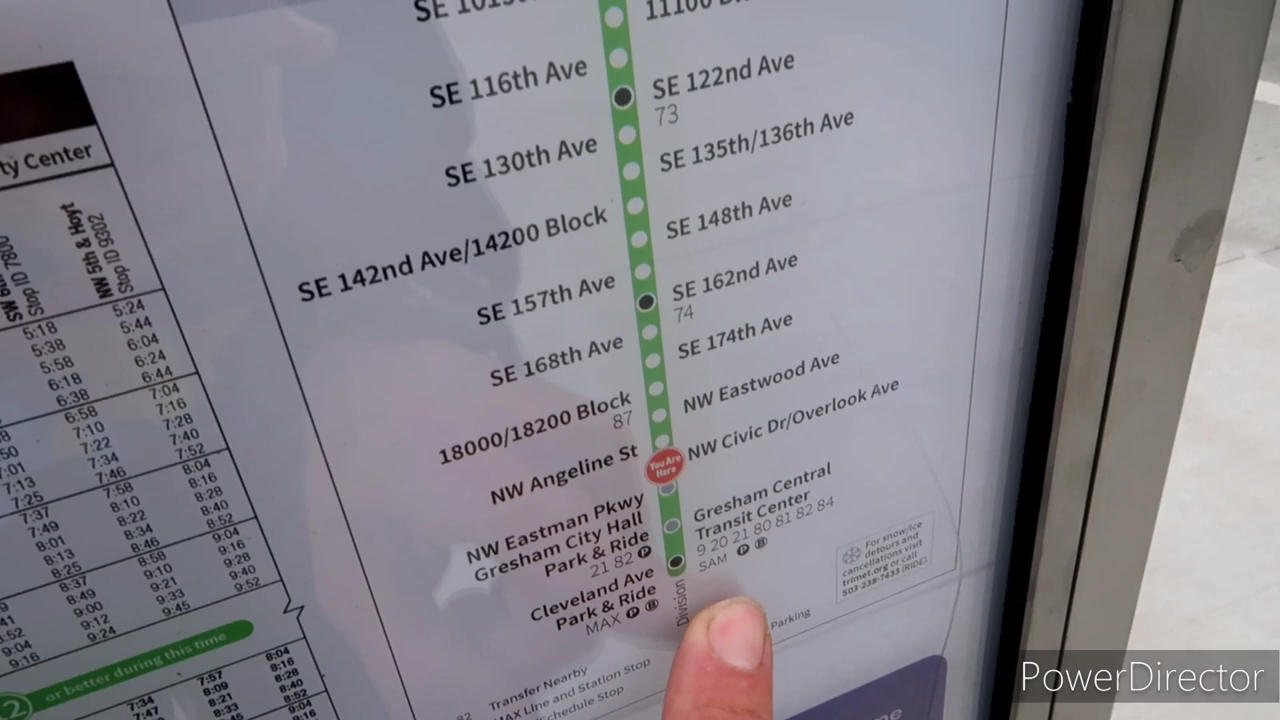 SE 116th Ave
SE 122nd Ave
73
SE 130th Ave
SE 135th/136th Ave
SE 142nd Ave/14200 Block
SE 148th Ave
SE 157th Ave
SE 162nd Ave
74
SE 168th Ave
SE 174th Ave
18000/18200 Block
87
NW Eastwood Ave
NW Angeline St
You Are
Here
NW Civic Dr/Overlook Ave
NW Eastman Pkwy
Gresham City Hall
Park & Ride
21 82 P
Gresham Central
Transit Center
9 20 21 80 81 82 84
SAM P B
Cleveland Ave
Park & Ride
MAX P B
Division
For snow/ice
detours and
cancellations visit
trimet.org or call
503-238-7433 (RIDE)
Parking
Transfer Nearby
MAX Line and Station Stop
Schedule Stop
Center
NW 5th & Hoyt
Stop ID 9302
5:18 5:24
5:38 5:44
5:58 6:04
6:18 6:24
6:38 6:44
6:58 7:04
7:10 7:16
7:22 7:28
7:34 7:40
7:46 7:52
7:25 7:58 8:04
7:37 8:10 8:16
7:49 8:22 8:28
8:01 8:34 8:40
8:13 8:46 8:52
8:25 8:58 9:04
8:37 9:10 9:16
8:49 9:21 9:28
9:00 9:33 9:40
9:12 9:45 9:52
9:24
2 or better during this time
7:34 7:57 8:04
7:47 8:09 8:16
8:21 8:28
8:33 8:40
8:52
PowerDirector